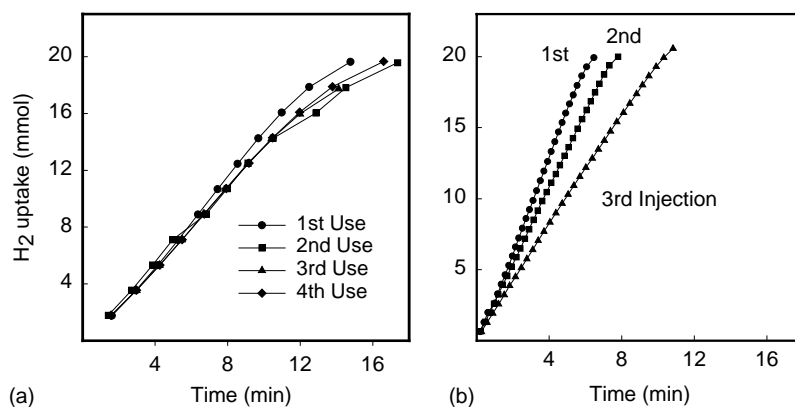 20
16
12
8
4
H2 uptake (mmol)
4
8
12
16
Time (min)
1st Use
2nd Use
3rd Use
4th Use
(a)
20
15
10
5
4
8
12
16
Time (min)
1st
2nd
3rd Injection
(b)